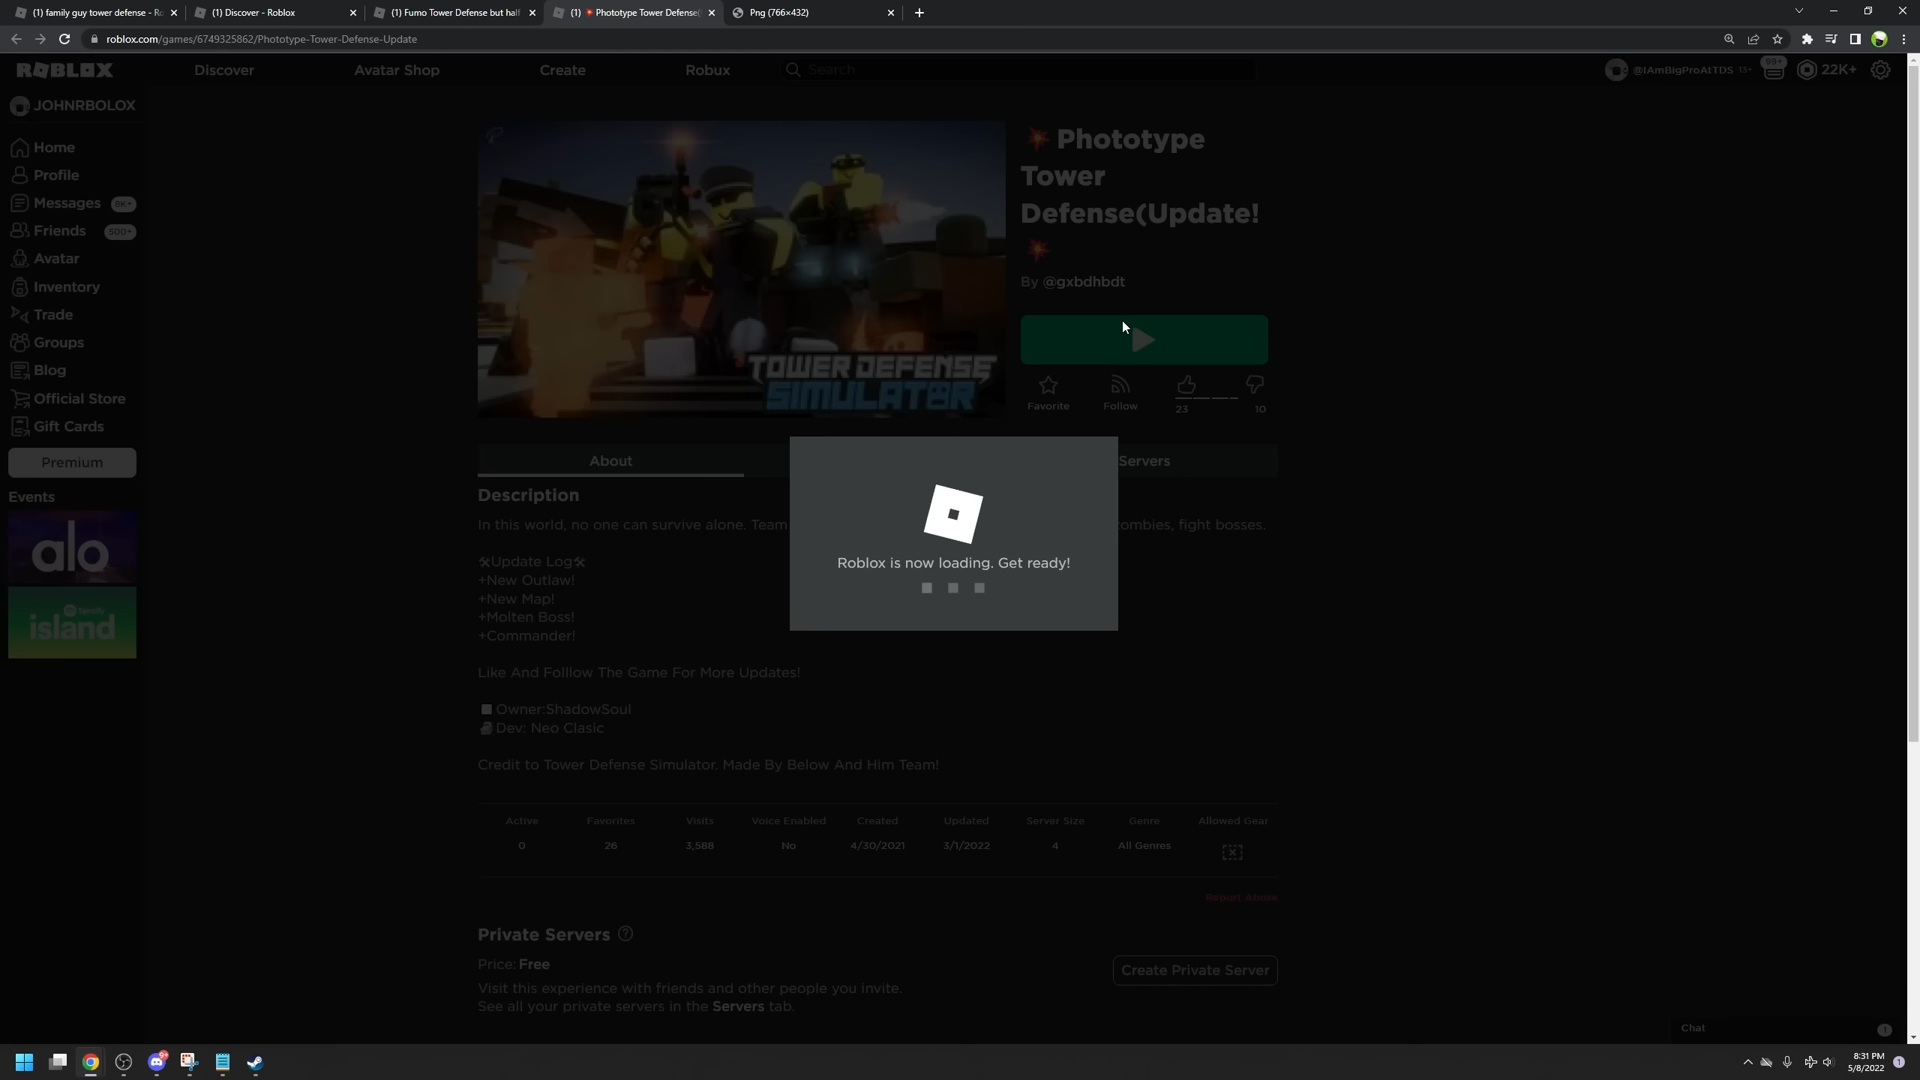 (1) family guy tower defense - Ro
(1) Discover - Roblox
(1) Fumo Tower Defense but half
(1) 💥 Phototype Tower Defense(
Png (766×432)
roblox.com/games/6749325862/Phototype-Tower-Defense-Update
ROBLOX
Discover
Avatar Shop
Create
Robux
Search
@IAmBigProAtTDS 13+
99+
22K+
JOHNRBOLOX
Home
Profile
Messages 8K+
Friends 500+
Avatar
Inventory
Trade
Groups
Blog
Official Store
Gift Cards
Premium
Events
alo
Spotify
island
TOWER DEFENSE
SIMULATOR
💥 Phototype
Tower
Defense(Update!
💥
By @gxbdhbdt
Favorite
Follow
23
10
About
Servers
Description
In this world, no one can survive alone. Team
ombies, fight bosses.
🛠Update Log🛠
+New Outlaw!
+New Map!
+Molten Boss!
+Commander!
Like And Folllow The Game For More Updates!
Owner:ShadowSoul
Dev: Neo Clasic
Credit to Tower Defense Simulator. Made By Below And Him Team!
Roblox is now loading. Get ready!
Active Favorites Visits Voice Enabled Created Updated Server Size Genre Allowed Gear
0 26 3,588 No 4/30/2021 3/1/2022 4 All Genres
Report Abuse
Private Servers
Price: Free
Visit this experience with friends and other people you invite.
See all your private servers in the Servers tab.
Create Private Server
Chat
1
8:31 PM
5/8/2022
1